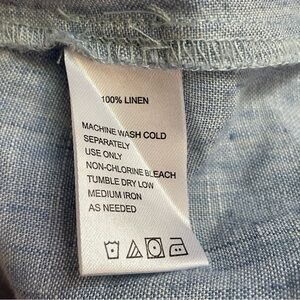 100% LINEN
MACHINE WASH COLD
SEPARATELY
USE ONLY
NON-CHLORINE BLEACH
TUMBLE DRY LOW
MEDIUM IRON
AS NEEDED